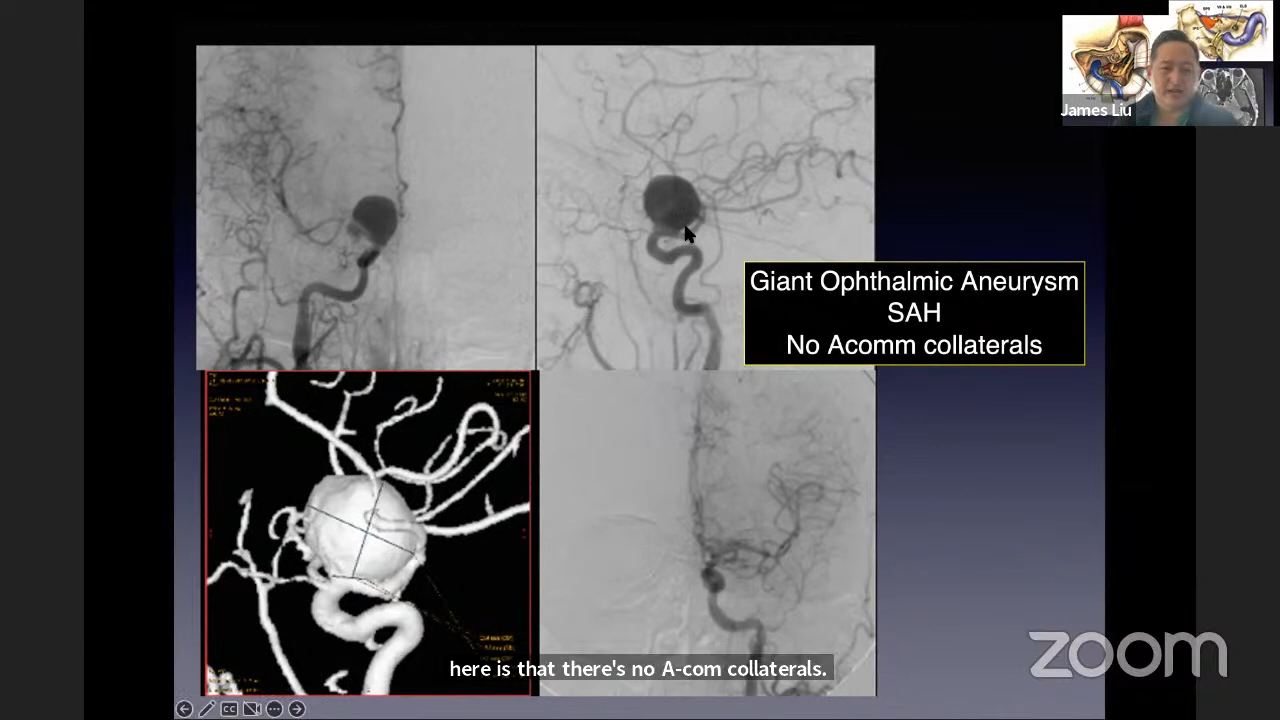 James Liu
Giant Ophthalmic Aneurysm
SAH
No Acomm collaterals
here is that there's no A-com collaterals.
zoom